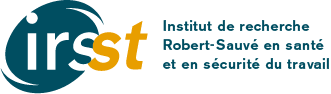 irsst
Institut de recherche
Robert-Sauvé en santé
et en sécurité du travail